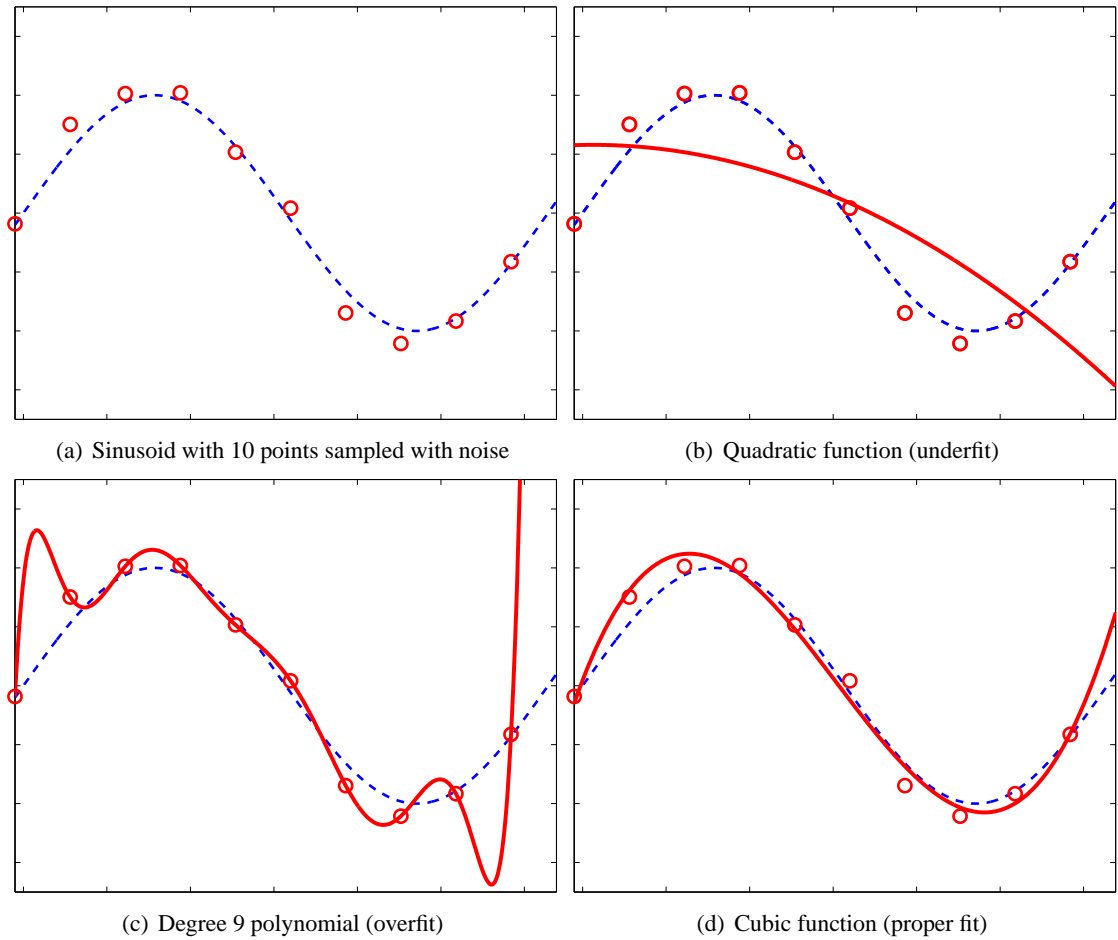 (a) Sinusoid with 10 points sampled with noise
(b) Quadratic function (underfit)
(c) Degree 9 polynomial (overfit)
(d) Cubic function (proper fit)